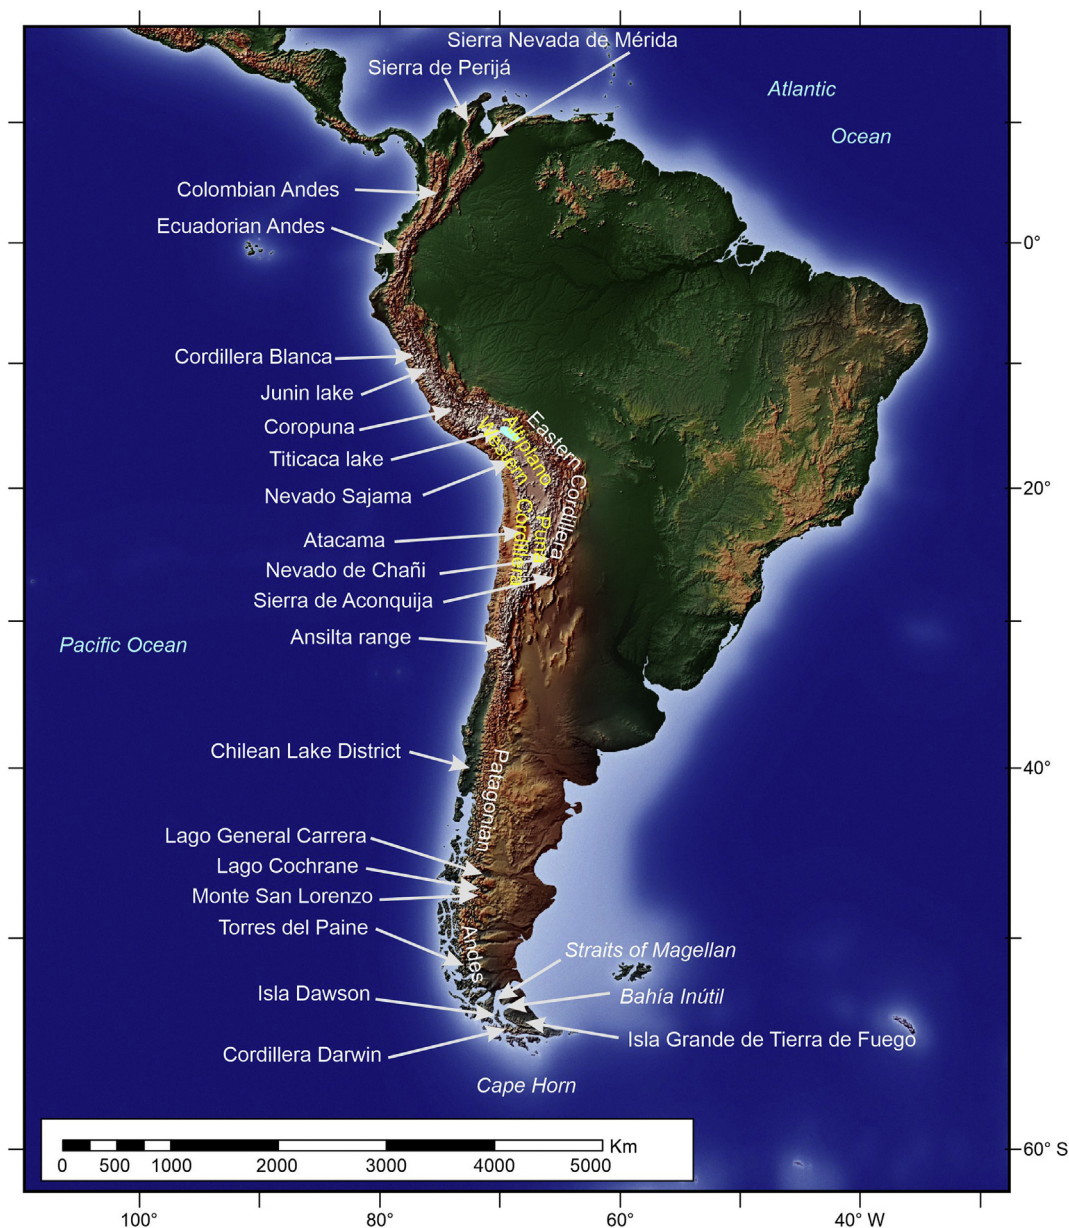 Sierra Nevada de Mérida
Sierra de Perijá
Atlantic
Ocean
Colombian Andes
Ecuadorian Andes
0°
Cordillera Blanca
Junin lake
Coropuna
Titicaca lake
Nevado Sajama
Altiplano
Western Cordillera
Eastern Cordillera
Puna
20°
Atacama
Nevado de Chañi
Sierra de Aconquija
Ansilta range
Pacific Ocean
Chilean Lake District
40°
Patagonian Andes
Lago General Carrera
Lago Cochrane
Monte San Lorenzo
Torres del Paine
Straits of Magellan
Isla Dawson
Bahía Inútil
Isla Grande de Tierra de Fuego
Cordillera Darwin
Cape Horn
Km
0 500 1000 2000 3000 4000 5000
60° S
100° 80° 60° 40° W